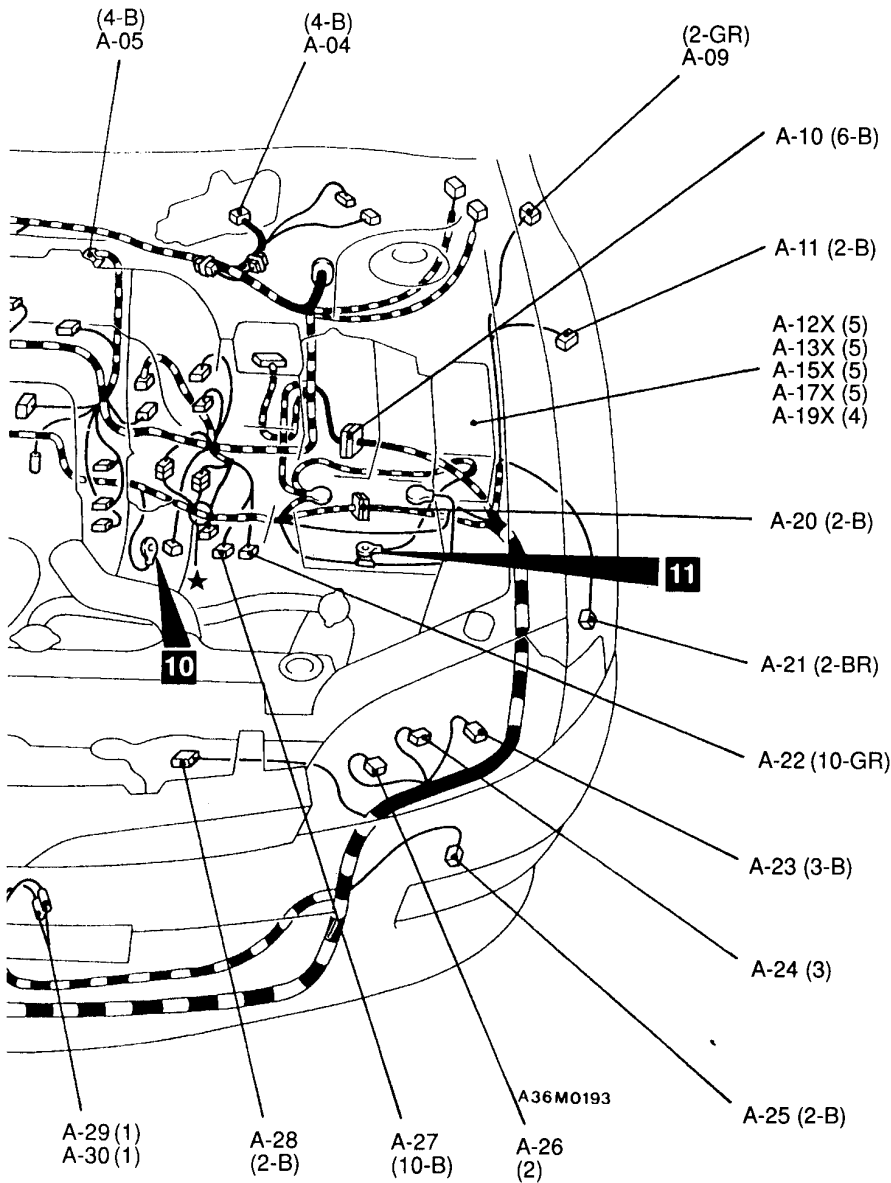 (4-B)
A-05
(4-B)
A-04
(2-GR)
A-09
A-10 (6-B)
A-11 (2-B)
A-12X (5)
A-13X (5)
A-15X (5)
A-17X (5)
A-19X (4)
A-20 (2-B)
11
10
A-21 (2-BR)
A-22 (10-GR)
A-23 (3-B)
A-24 (3)
A36M0193
A-25 (2-B)
A-29 (1)
A-30 (1)
A-28
(2-B)
A-27
(10-B)
A-26
(2)